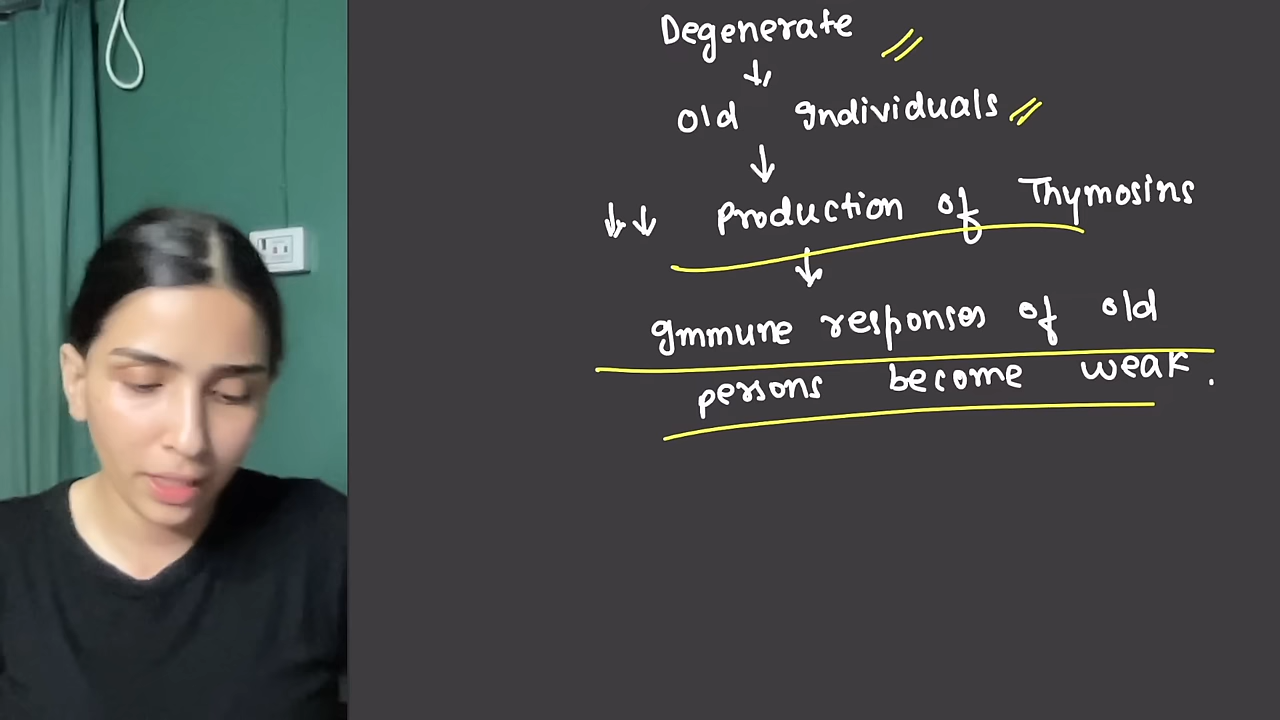 Degenerate
↓
Old Individuals
↓
↓↓ Production of Thymosins
↓
Immune responses of old
persons become weak.